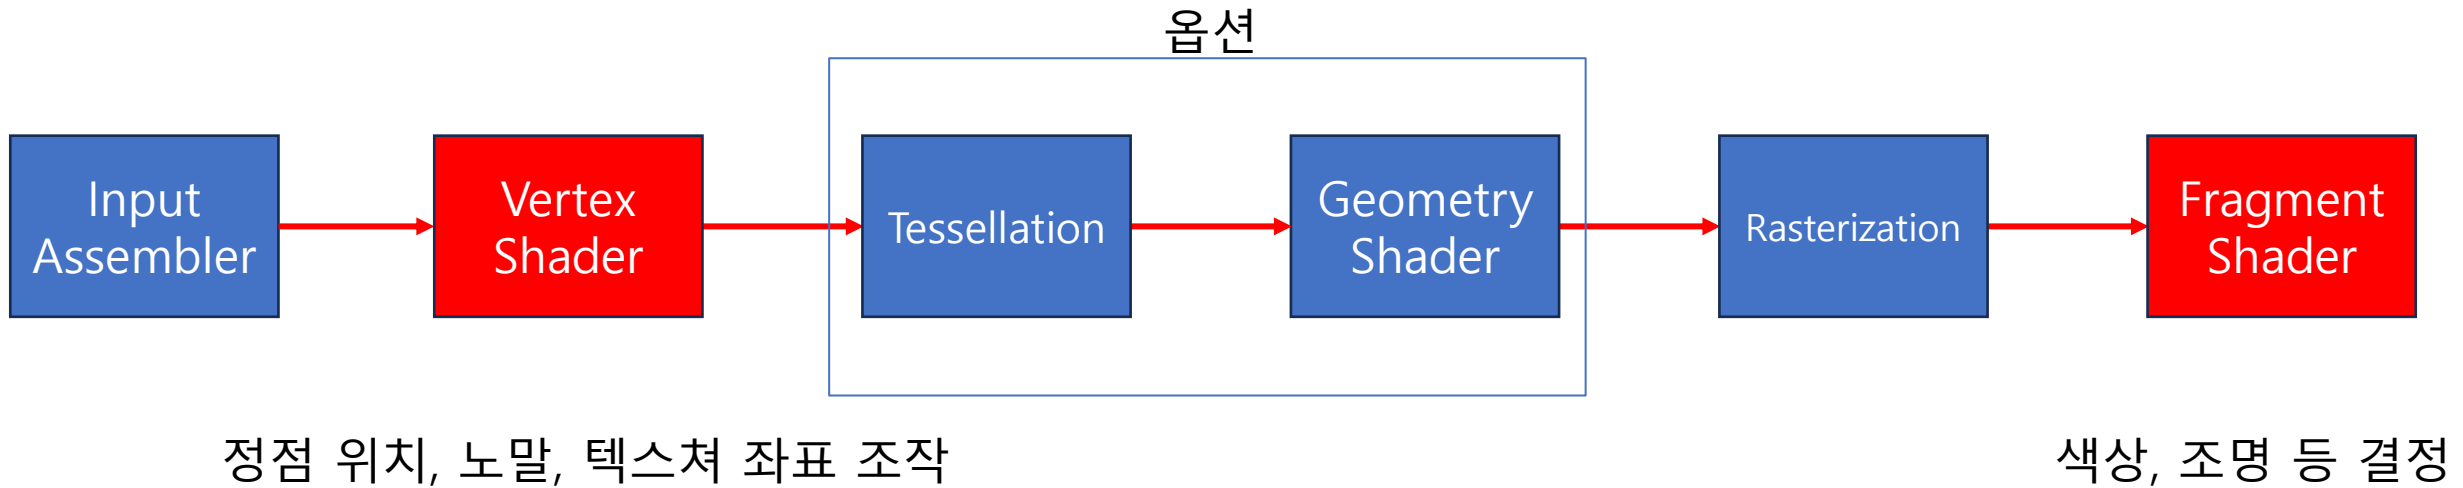 옵션
Input
Assembler
Vertex
Shader
Tessellation
Geometry
Shader
Rasterization
Fragment
Shader
정점 위치, 노말, 텍스쳐 좌표 조작
색상, 조명 등 결정